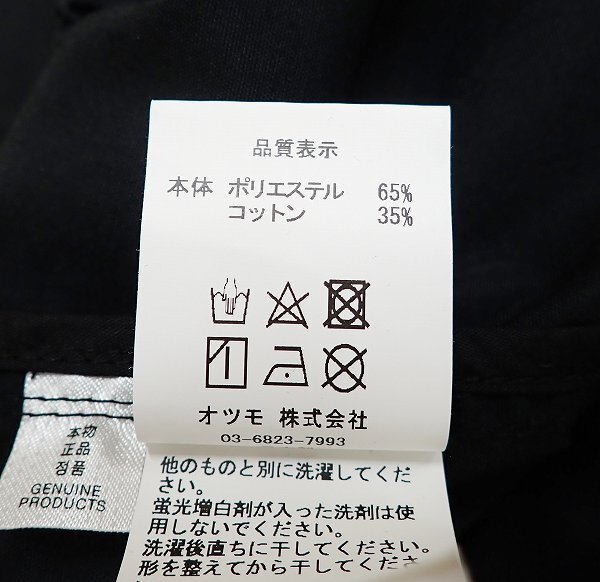 品質表示
本体 ポリエステル 65%
コットン 35%
オツモ 株式会社
03-6823-7993
他のものと別に洗濯してくだ
さい。
蛍光増白剤が入った洗剤は使
用しないでください。
洗濯後直ちに干してください。
形を整えてから干してください
本物
正品
정품
GENUINE
PRODUCTS